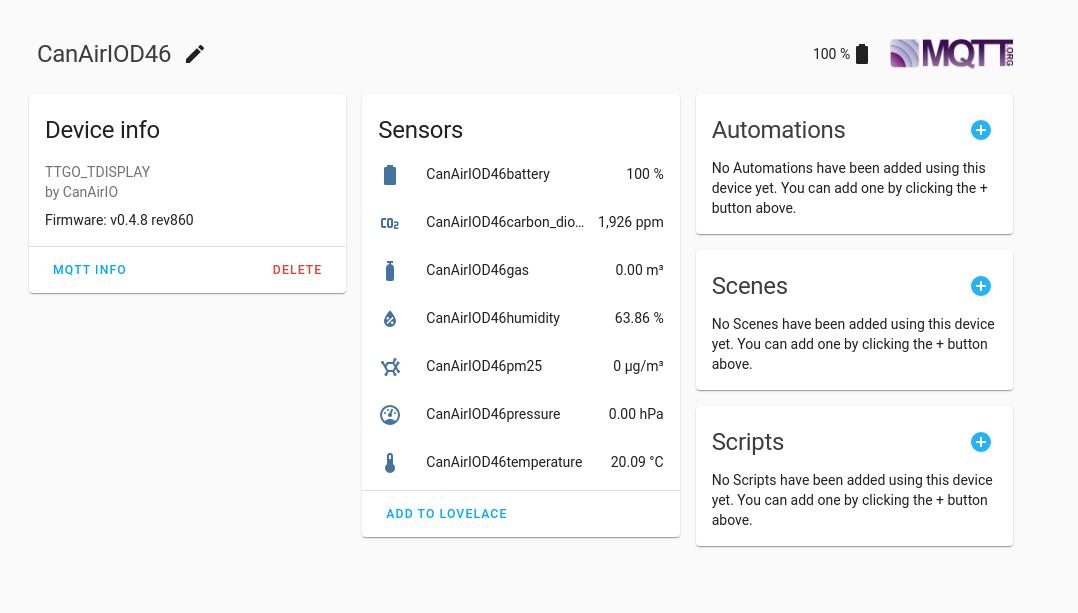 CanAirIOD46
100 %
MQTT
.ORG
Device info
TTGO_TDISPLAY
by CanAirIO
Firmware: v0.4.8 rev860
MQTT INFO
DELETE
Sensors
CanAirIOD46battery 100 %
CO2 CanAirIOD46carbon_dio… 1,926 ppm
CanAirIOD46gas 0.00 m³
CanAirIOD46humidity 63.86 %
CanAirIOD46pm25 0 µg/m³
CanAirIOD46pressure 0.00 hPa
CanAirIOD46temperature 20.09 °C
ADD TO LOVELACE
Automations
No Automations have been added using this
device yet. You can add one by clicking the +
button above.
Scenes
No Scenes have been added using this device
yet. You can add one by clicking the + button
above.
Scripts
No Scripts have been added using this device
yet. You can add one by clicking the + button
above.